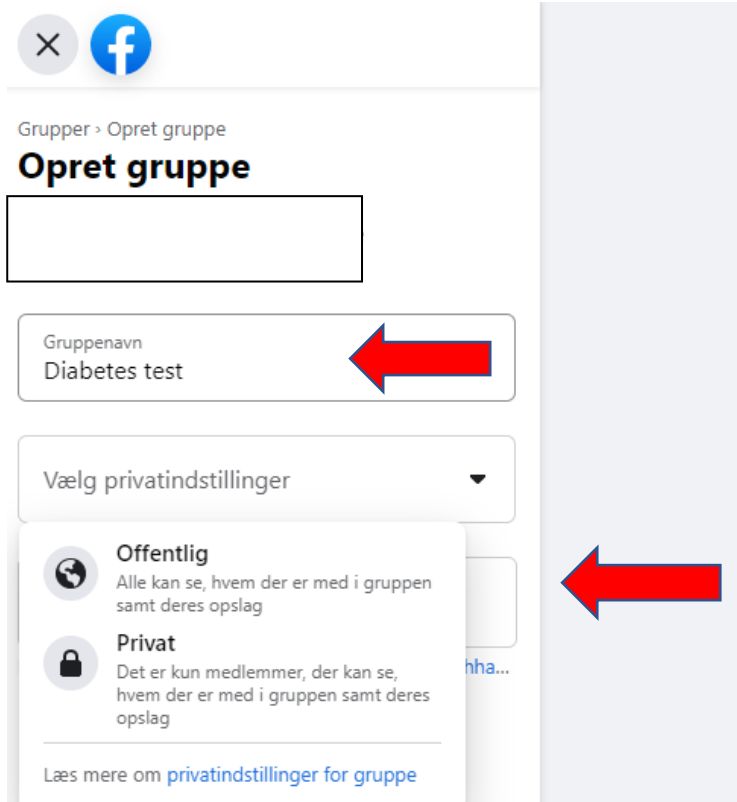 Grupper › Opret gruppe
Opret gruppe
Gruppenavn
Diabetes test
Vælg privatindstillinger
Offentlig
Alle kan se, hvem der er med i gruppen
samt deres opslag
Privat
Det er kun medlemmer, der kan se,
hvem der er med i gruppen samt deres
opslag
hha...
Læs mere om privatindstillinger for gruppe